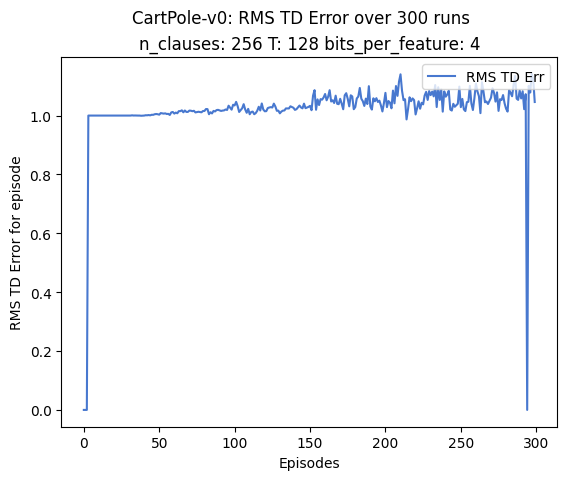 CartPole-v0: RMS TD Error over 300 runs
n_clauses: 256 T: 128 bits_per_feature: 4
RMS TD Err
RMS TD Error for episode
1.0
0.8
0.6
0.4
0.2
0.0
0 50 100 150 200 250 300
Episodes